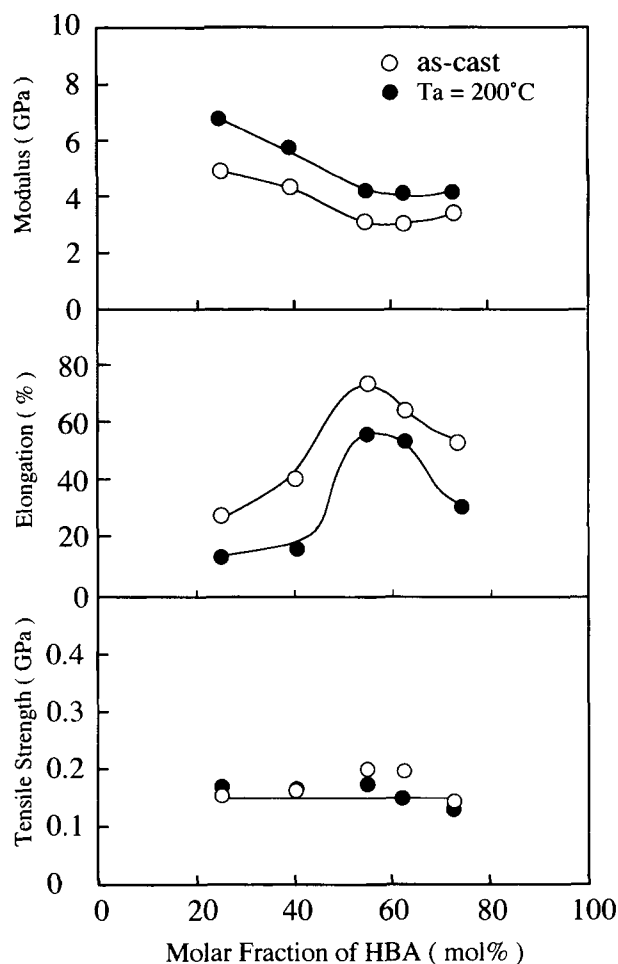 10
8
6
4
2
0
Modulus ( GPa )
as-cast
Ta = 200°C
80
60
40
20
0
Elongation ( % )
0.4
0.3
0.2
0.1
0
Tensile Strength ( GPa )
0 20 40 60 80 100
Molar Fraction of HBA ( mol% )